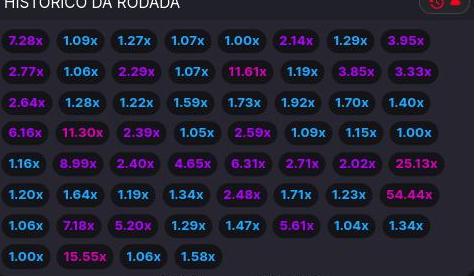 HISTÓRICO DA RODADA
7.28x 1.09x 1.27x 1.07x 1.00x 2.14x 1.29x 3.95x
2.77x 1.06x 2.29x 1.07x 11.61x 1.19x 3.85x 3.33x
2.64x 1.28x 1.22x 1.59x 1.73x 1.92x 1.70x 1.40x
6.16x 11.30x 2.39x 1.05x 2.59x 1.09x 1.15x 1.00x
1.16x 8.99x 2.40x 4.65x 6.31x 2.71x 2.02x 25.13x
1.20x 1.64x 1.19x 1.34x 2.48x 1.71x 1.23x 54.44x
1.06x 7.18x 5.20x 1.29x 1.47x 5.61x 1.04x 1.34x
1.00x 15.55x 1.06x 1.58x